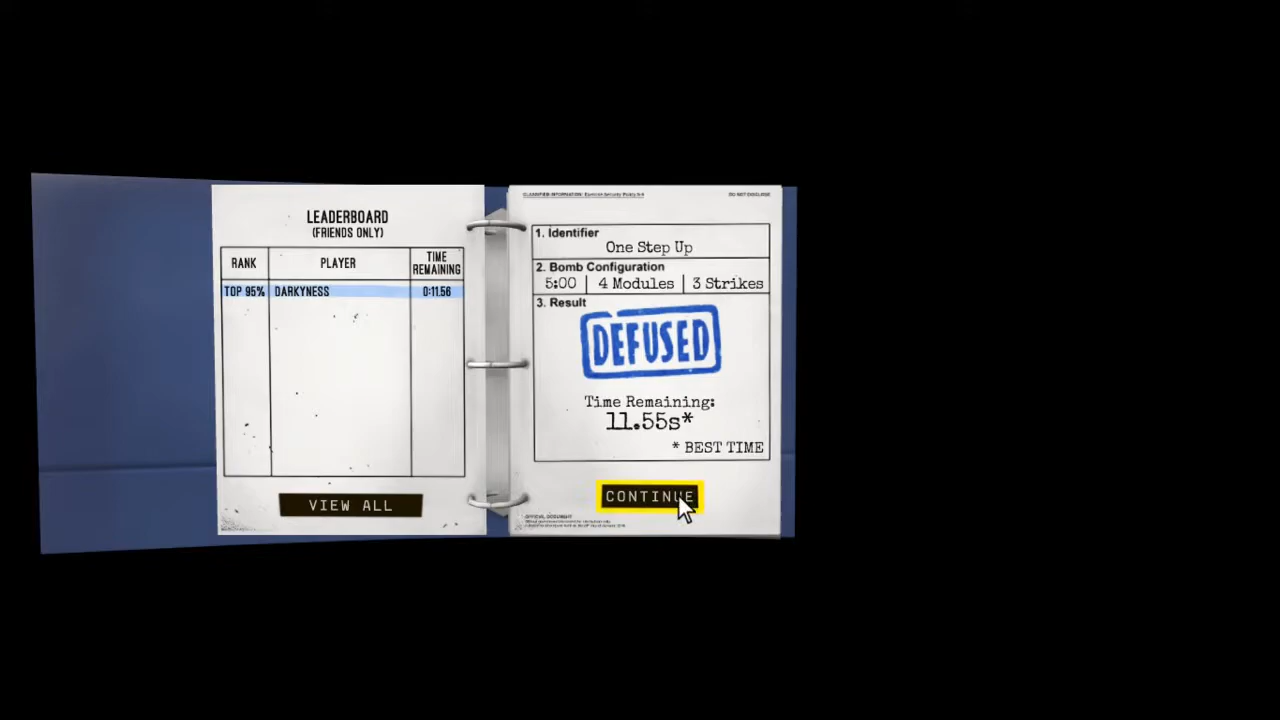 LEADERBOARD
(FRIENDS ONLY)
RANK PLAYER TIME REMAINING
TOP 95% DARKYNESS 0:11.56
VIEW ALL
DO NOT DISCLOSE
1. Identifier
One Step Up
2. Bomb Configuration
5:00 4 Modules 3 Strikes
3. Result
DEFUSED
Time Remaining:
11.55s*
* BEST TIME
CONTINUE
OFFICIAL DOCUMENT